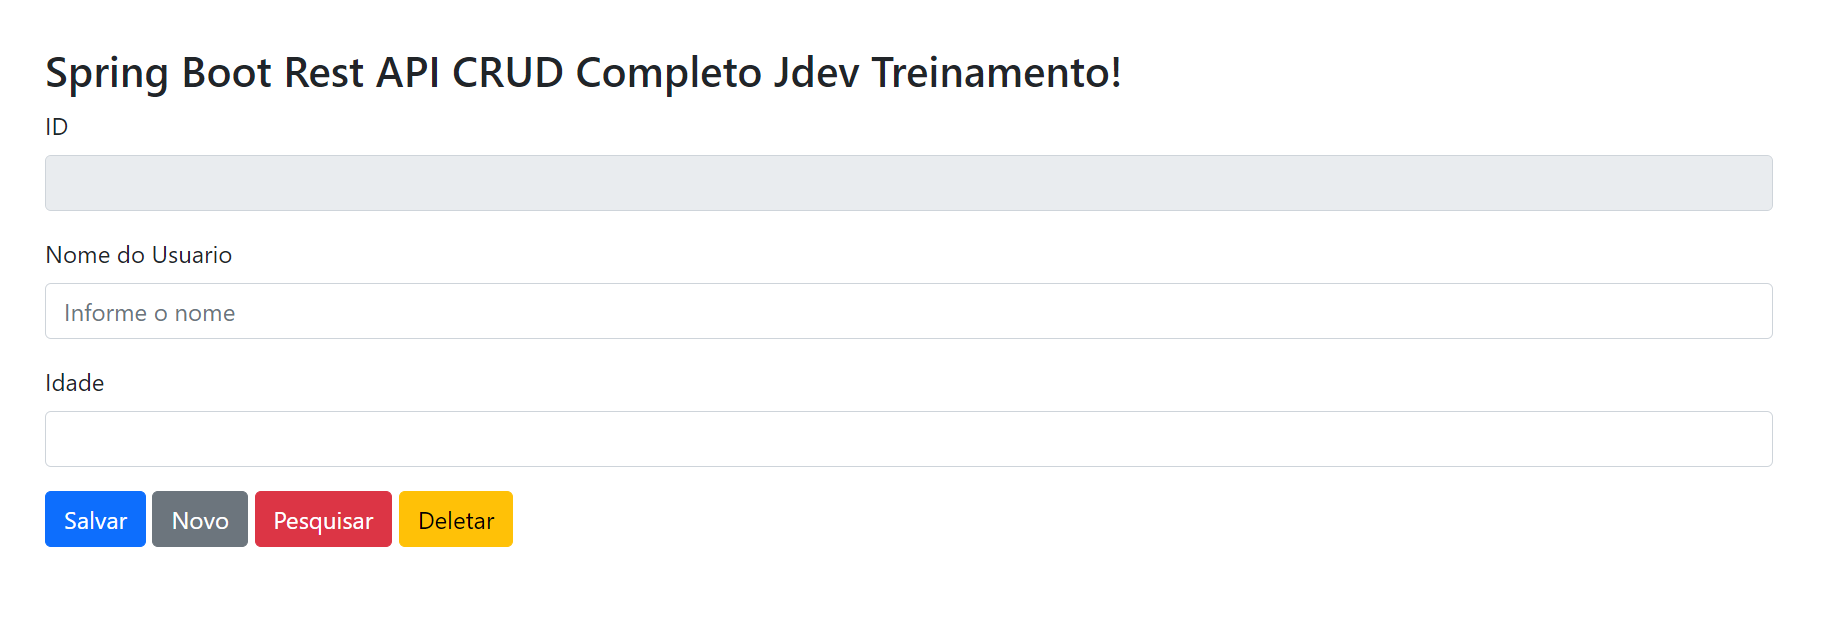 Spring Boot Rest API CRUD Completo Jdev Treinamento!
ID
Nome do Usuario
Informe o nome
Idade
Salvar Novo Pesquisar Deletar